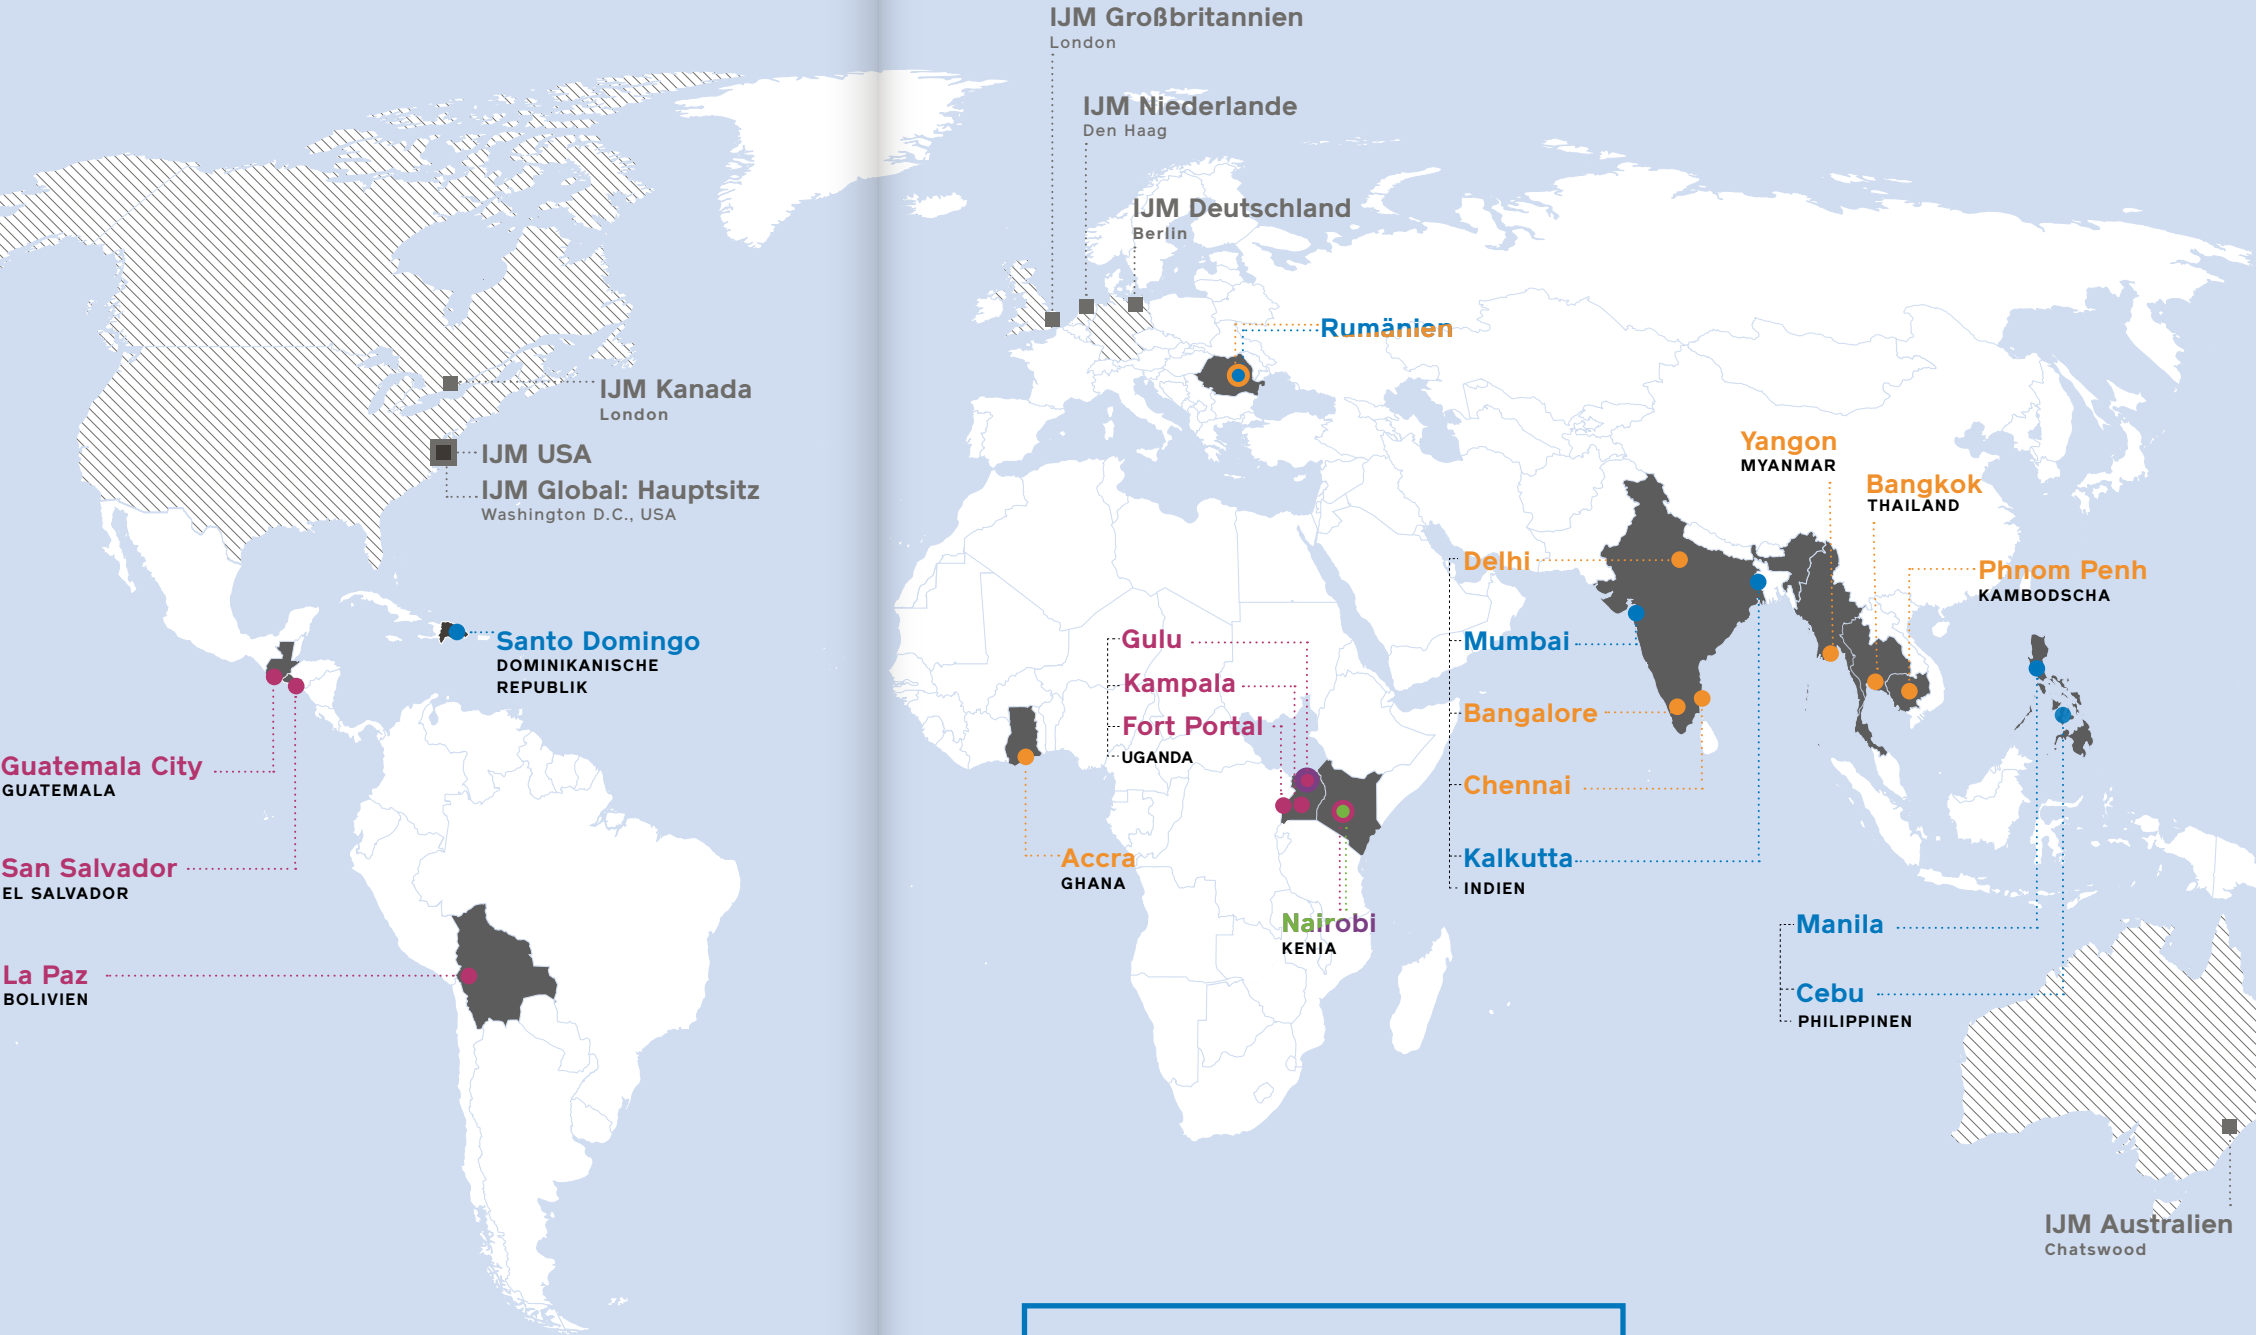 IJM Großbritannien
London
IJM Niederlande
Den Haag
IJM Deutschland
Berlin
Rumänien
IJM Kanada
London
IJM USA
IJM Global: Hauptsitz
Washington D.C., USA
Yangon
MYANMAR
Bangkok
THAILAND
Phnom Penh
KAMBODSCHA
Santo Domingo
DOMINIKANISCHE
REPUBLIK
Guatemala City
GUATEMALA
San Salvador
EL SALVADOR
La Paz
BOLIVIEN
Gulu
Kampala
Fort Portal
UGANDA
Accra
GHANA
Nairobi
KENIA
Delhi
Mumbai
Bangalore
Chennai
Kalkutta
INDIEN
Manila
Cebu
PHILIPPINEN
IJM Australien
Chatswood